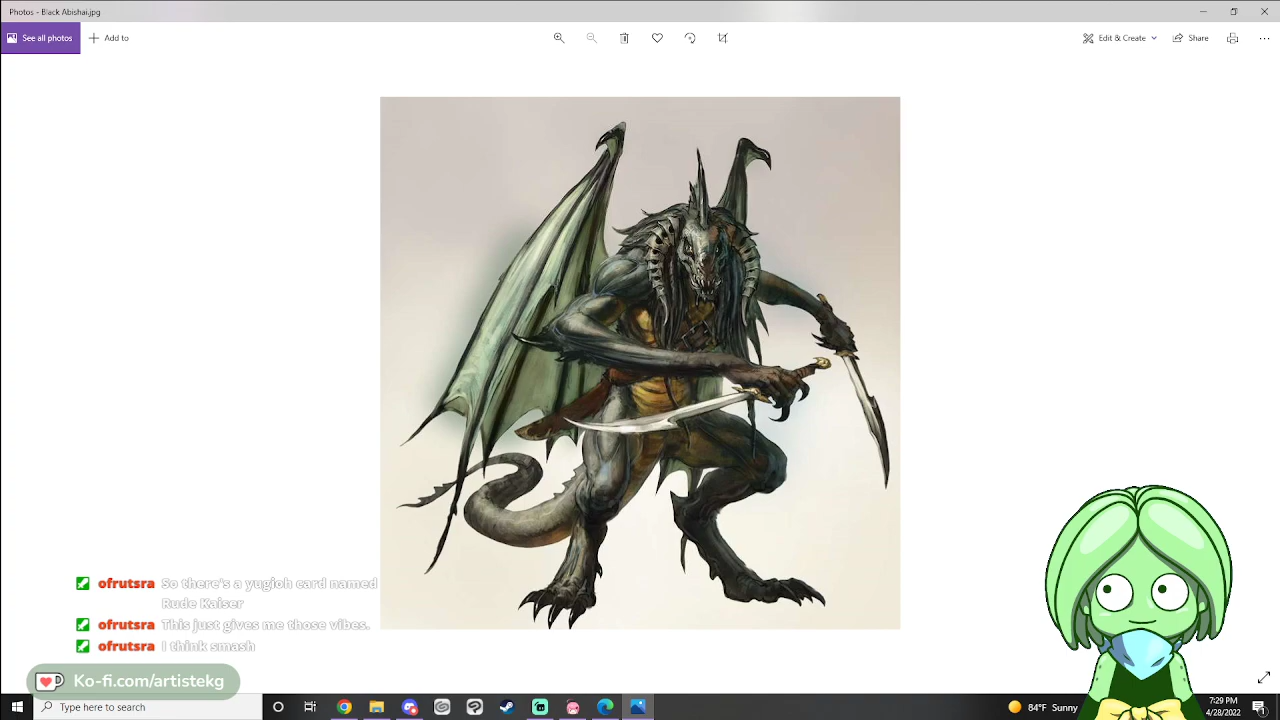 Photos - Black Abishai.jpg
See all photos
Add to
Edit & Create
Share
ofrutsra So there's a yugioh card named
Rude Kaiser
ofrutsra This just gives me those vibes.
ofrutsra I think smash
Ko-fi.com/artistekg
Type here to search
84°F Sunny
7:29 PM
4/28/2022
1